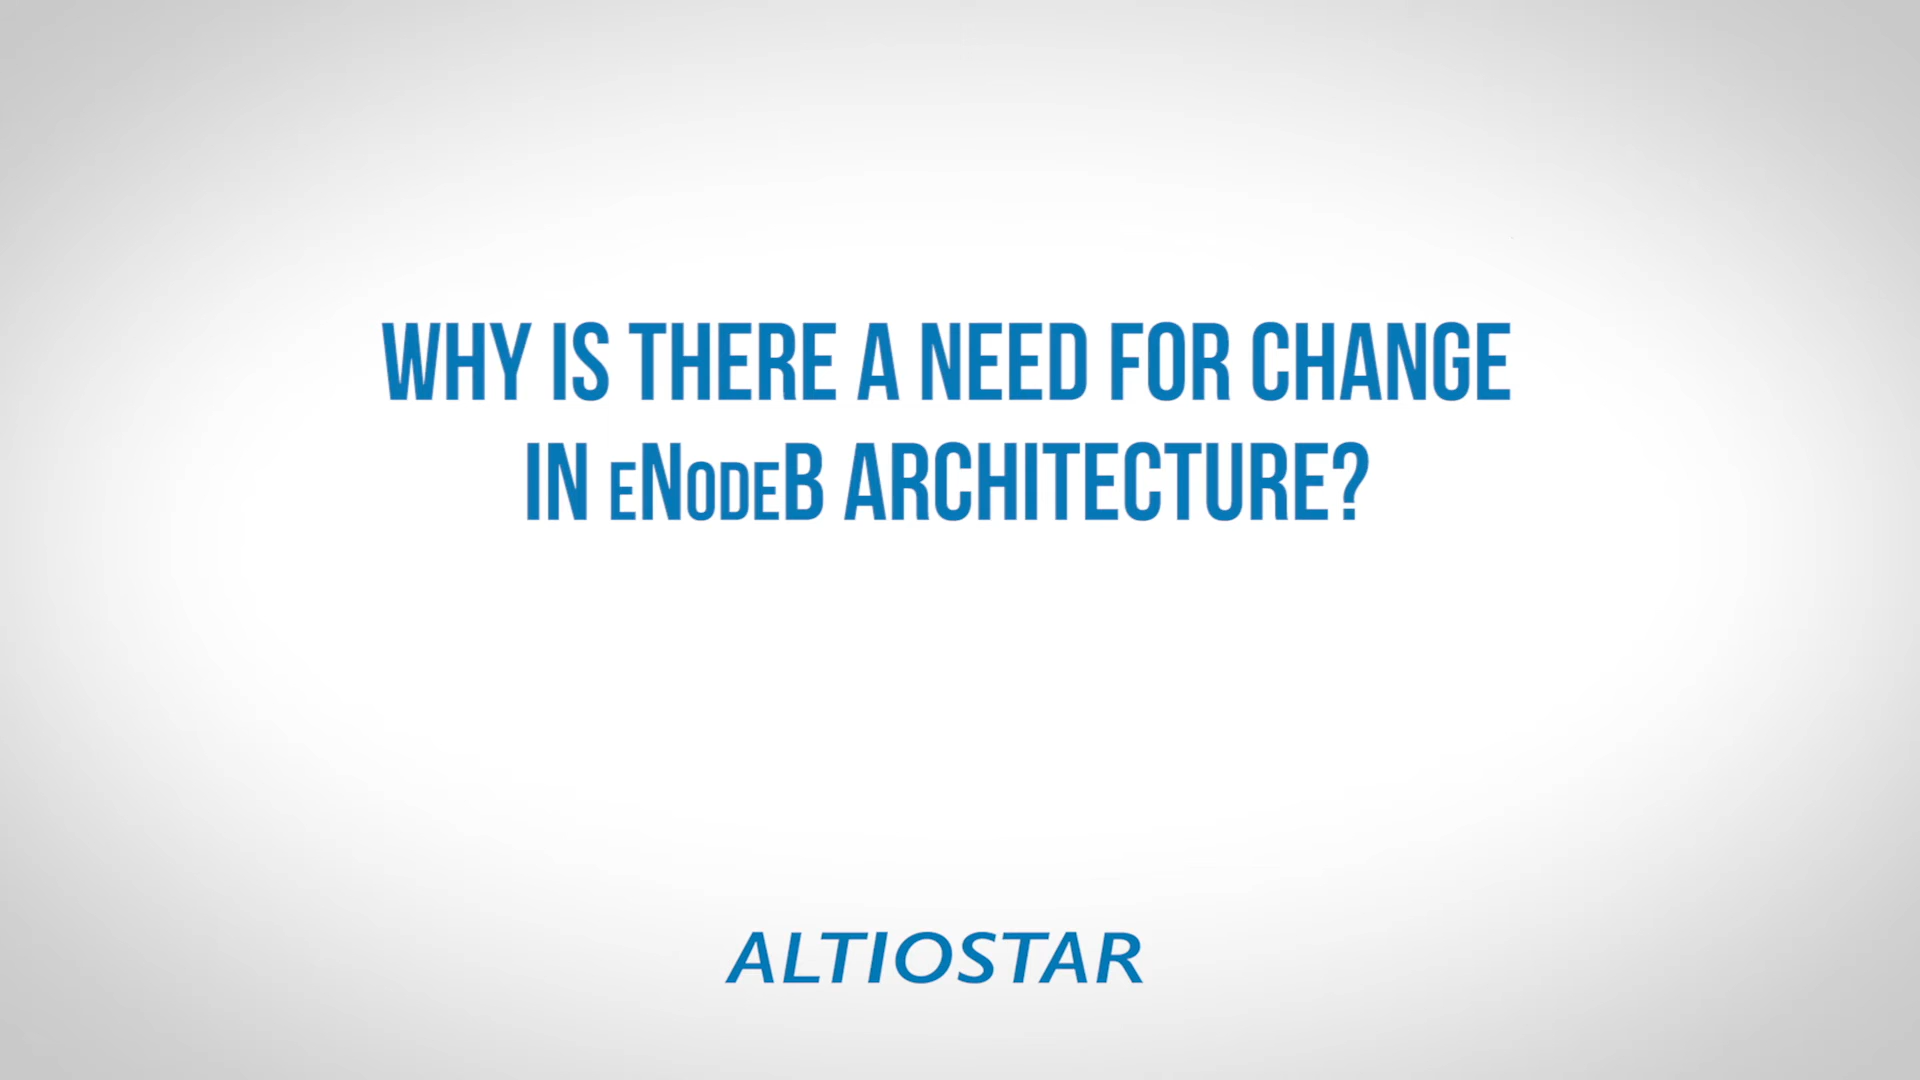 WHY IS THERE A NEED FOR CHANGE
IN eNodeB ARCHITECTURE?
ALTIOSTAR